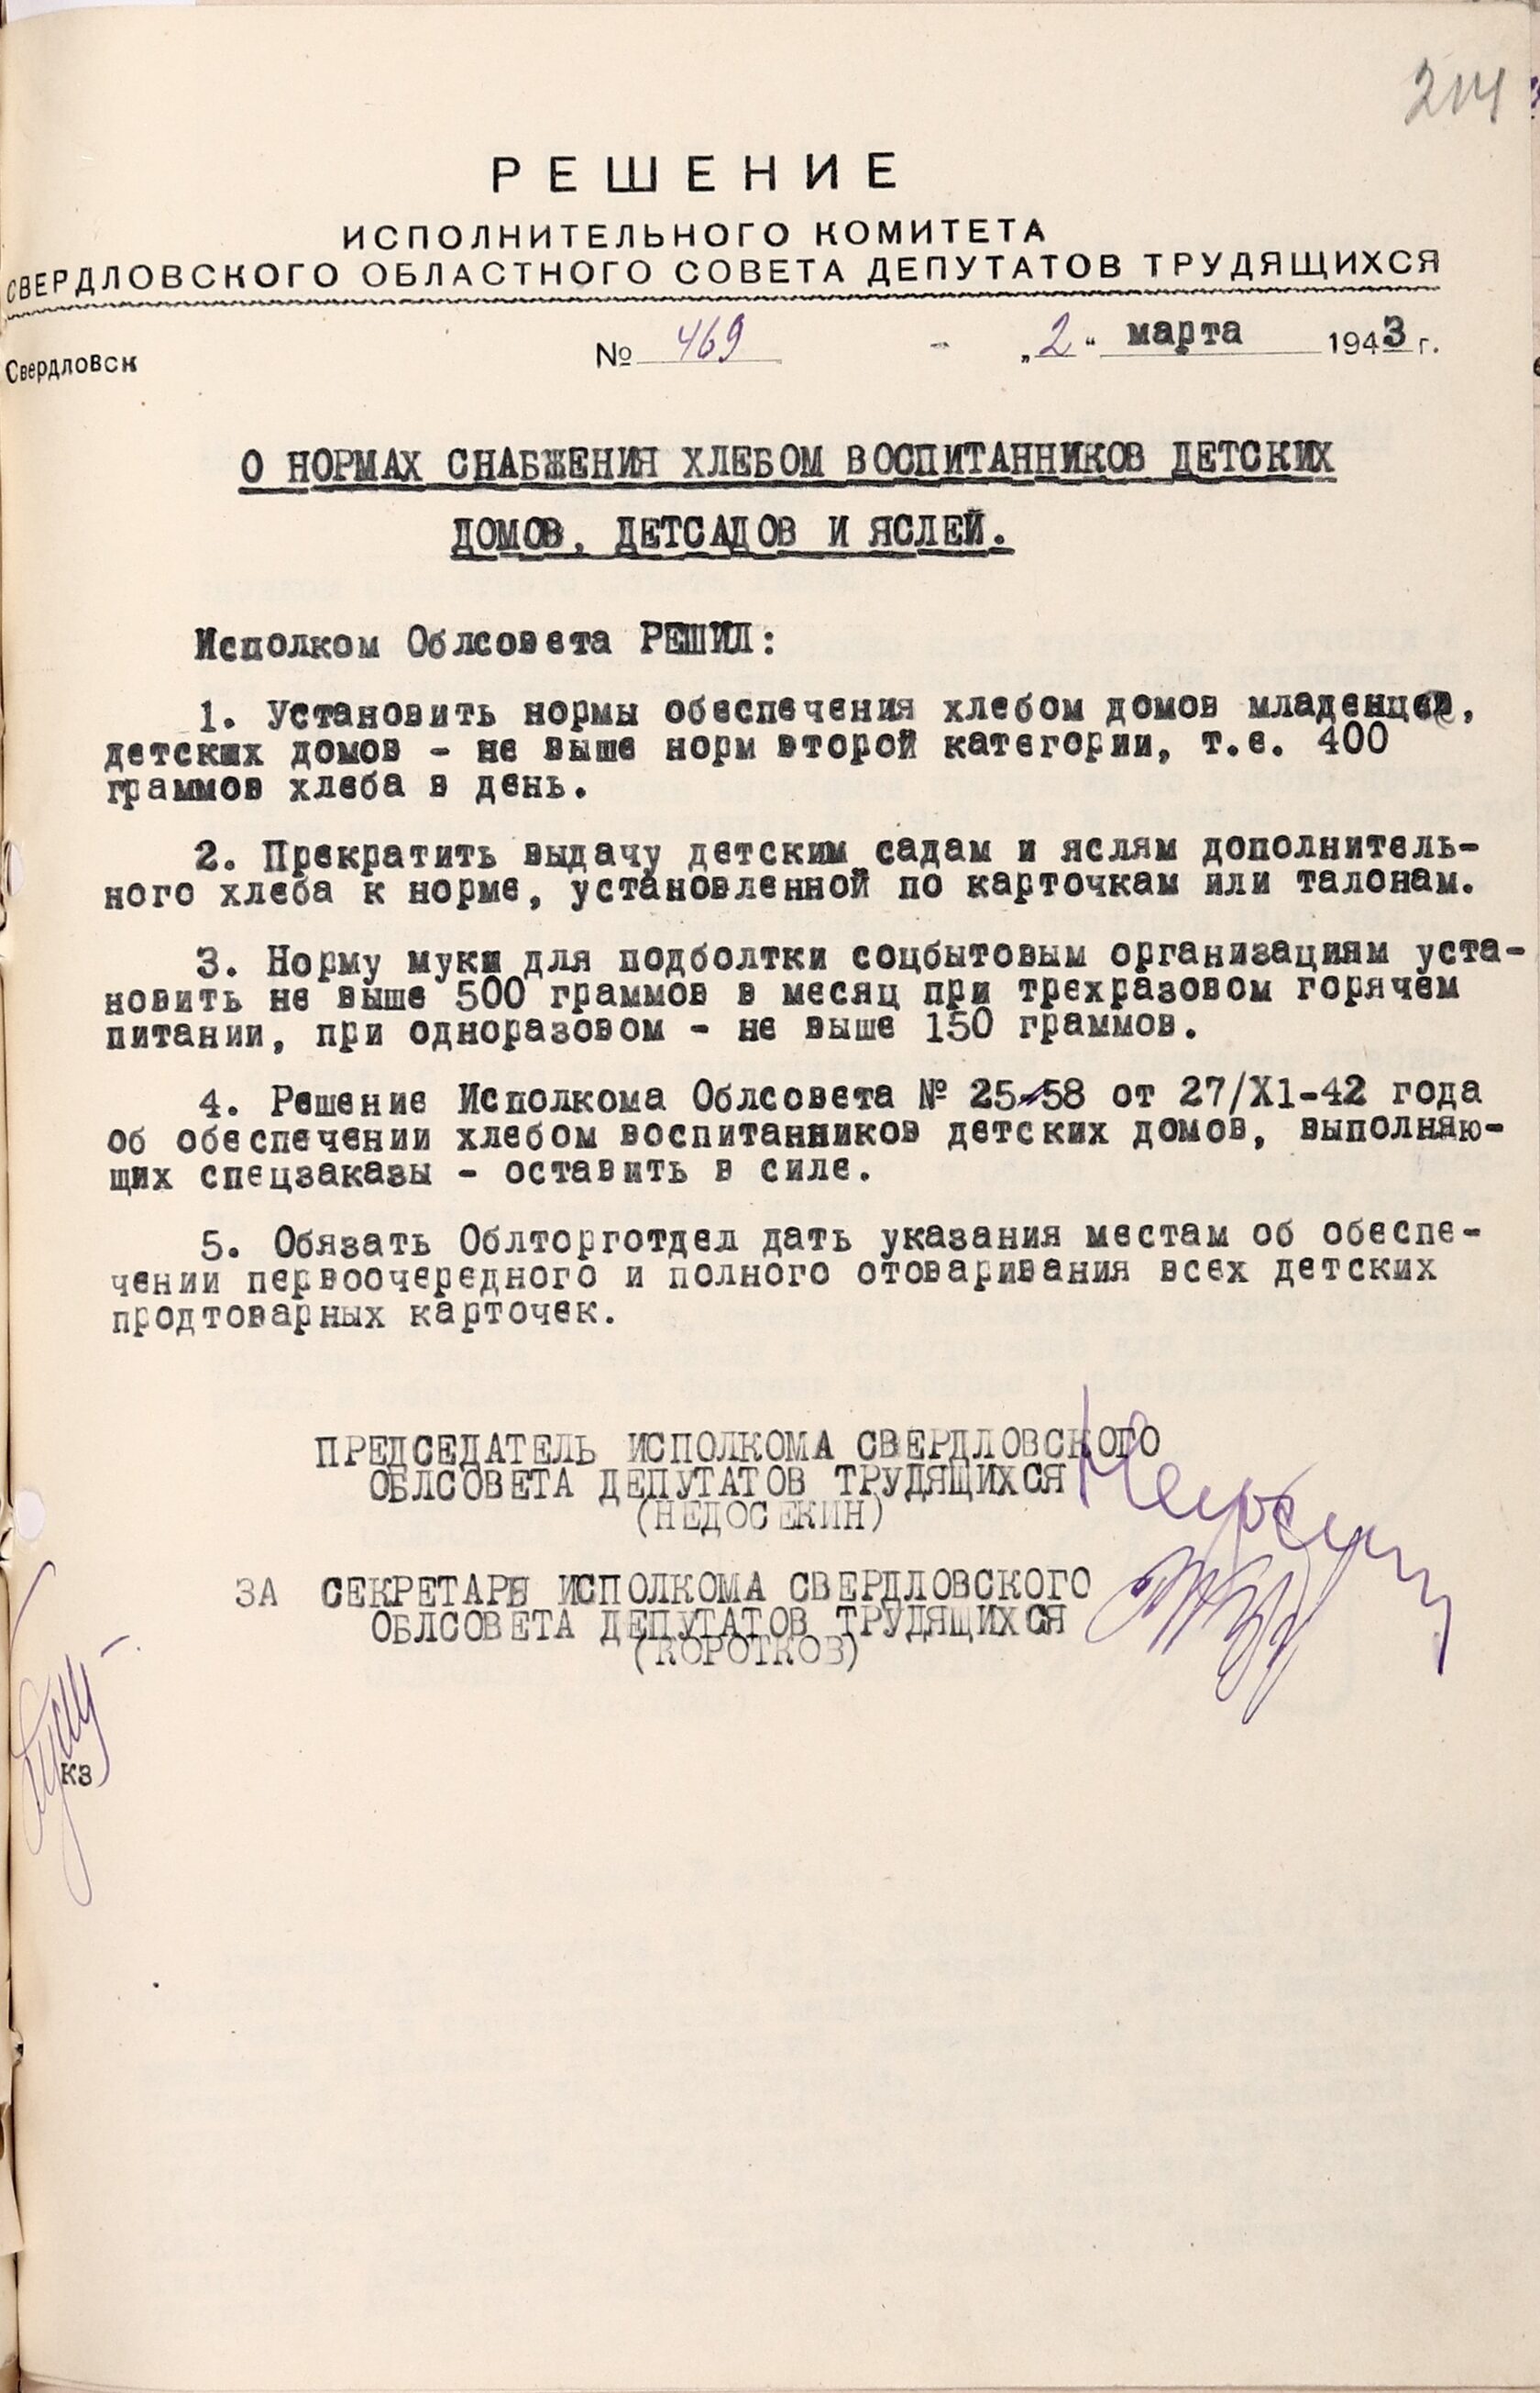 214
РЕШЕНИЕ
ИСПОЛНИТЕЛЬНОГО КОМИТЕТА
СВЕРДЛОВСКОГО ОБЛАСТНОГО СОВЕТА ДЕПУТАТОВ ТРУДЯЩИХСЯ
№ 469 - „2“ марта 1943 г.
Свердловск
О НОРМАХ СНАБЖЕНИЯ ХЛЕБОМ ВОСПИТАННИКОВ ДЕТСКИХ
ДОМОВ, ДЕТСАДОВ И ЯСЛЕЙ.
Исполком Облсовета РЕШИЛ:
1. Установить нормы обеспечения хлебом домов младенцев,
детских домов - не выше норм второй категории, т.е. 400
граммов хлеба в день.
2. Прекратить выдачу детским садам и яслям дополнитель-
ного хлеба к норме, установленной по карточкам или талонам.
3. Норму муки для подболтки соцбытовым организациям уста-
новить не выше 500 граммов в месяц при трехразовом горячем
питании, при одноразовом - не выше 150 граммов.
4. Решение Исполкома Облсовета № 25-58 от 27/X1-42 года
об обеспечении хлебом воспитанников детских домов, выполняю-
щих спецзаказы - оставить в силе.
5. Обязать Облторготдел дать указания местам об обеспе-
чении первоочередного и полного отоваривания всех детских
продтоварных карточек.
ПРЕДСЕДАТЕЛЬ ИСПОЛКОМА СВЕРДЛОВСКОГО
ОБЛСОВЕТА ДЕПУТАТОВ ТРУДЯЩИХСЯ
(НЕДОСЕКИН)
ЗА СЕКРЕТАРЯ ИСПОЛКОМА СВЕРДЛОВСКОГО
ОБЛСОВЕТА ДЕПУТАТОВ ТРУДЯЩИХСЯ
(КОРОТКОВ)
кз